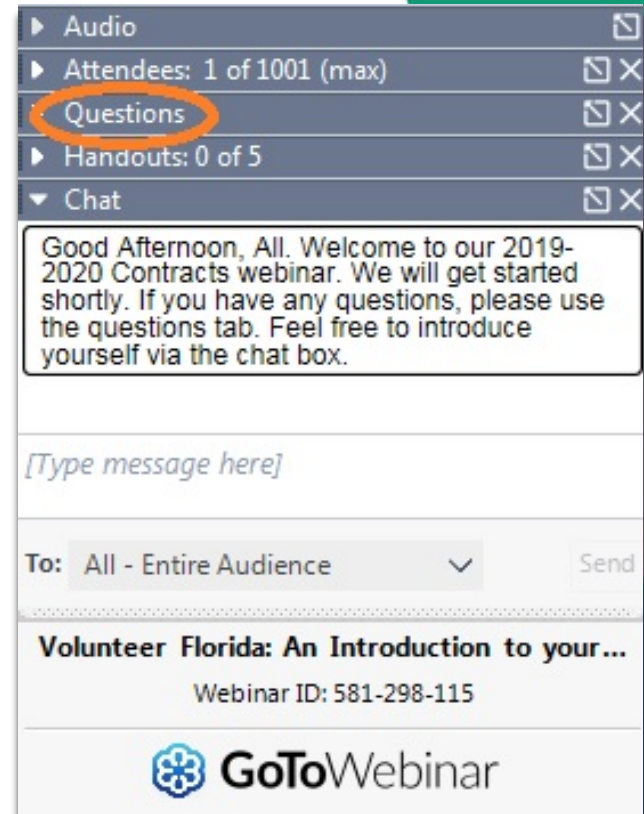 Audio
Attendees: 1 of 1001 (max)
Questions
Handouts: 0 of 5
Chat
Good Afternoon, All. Welcome to our 2019-
2020 Contracts webinar. We will get started
shortly. If you have any questions, please use
the questions tab. Feel free to introduce
yourself via the chat box.
[Type message here]
To: All - Entire Audience Send
Volunteer Florida: An Introduction to your...
Webinar ID: 581-298-115
GoToWebinar